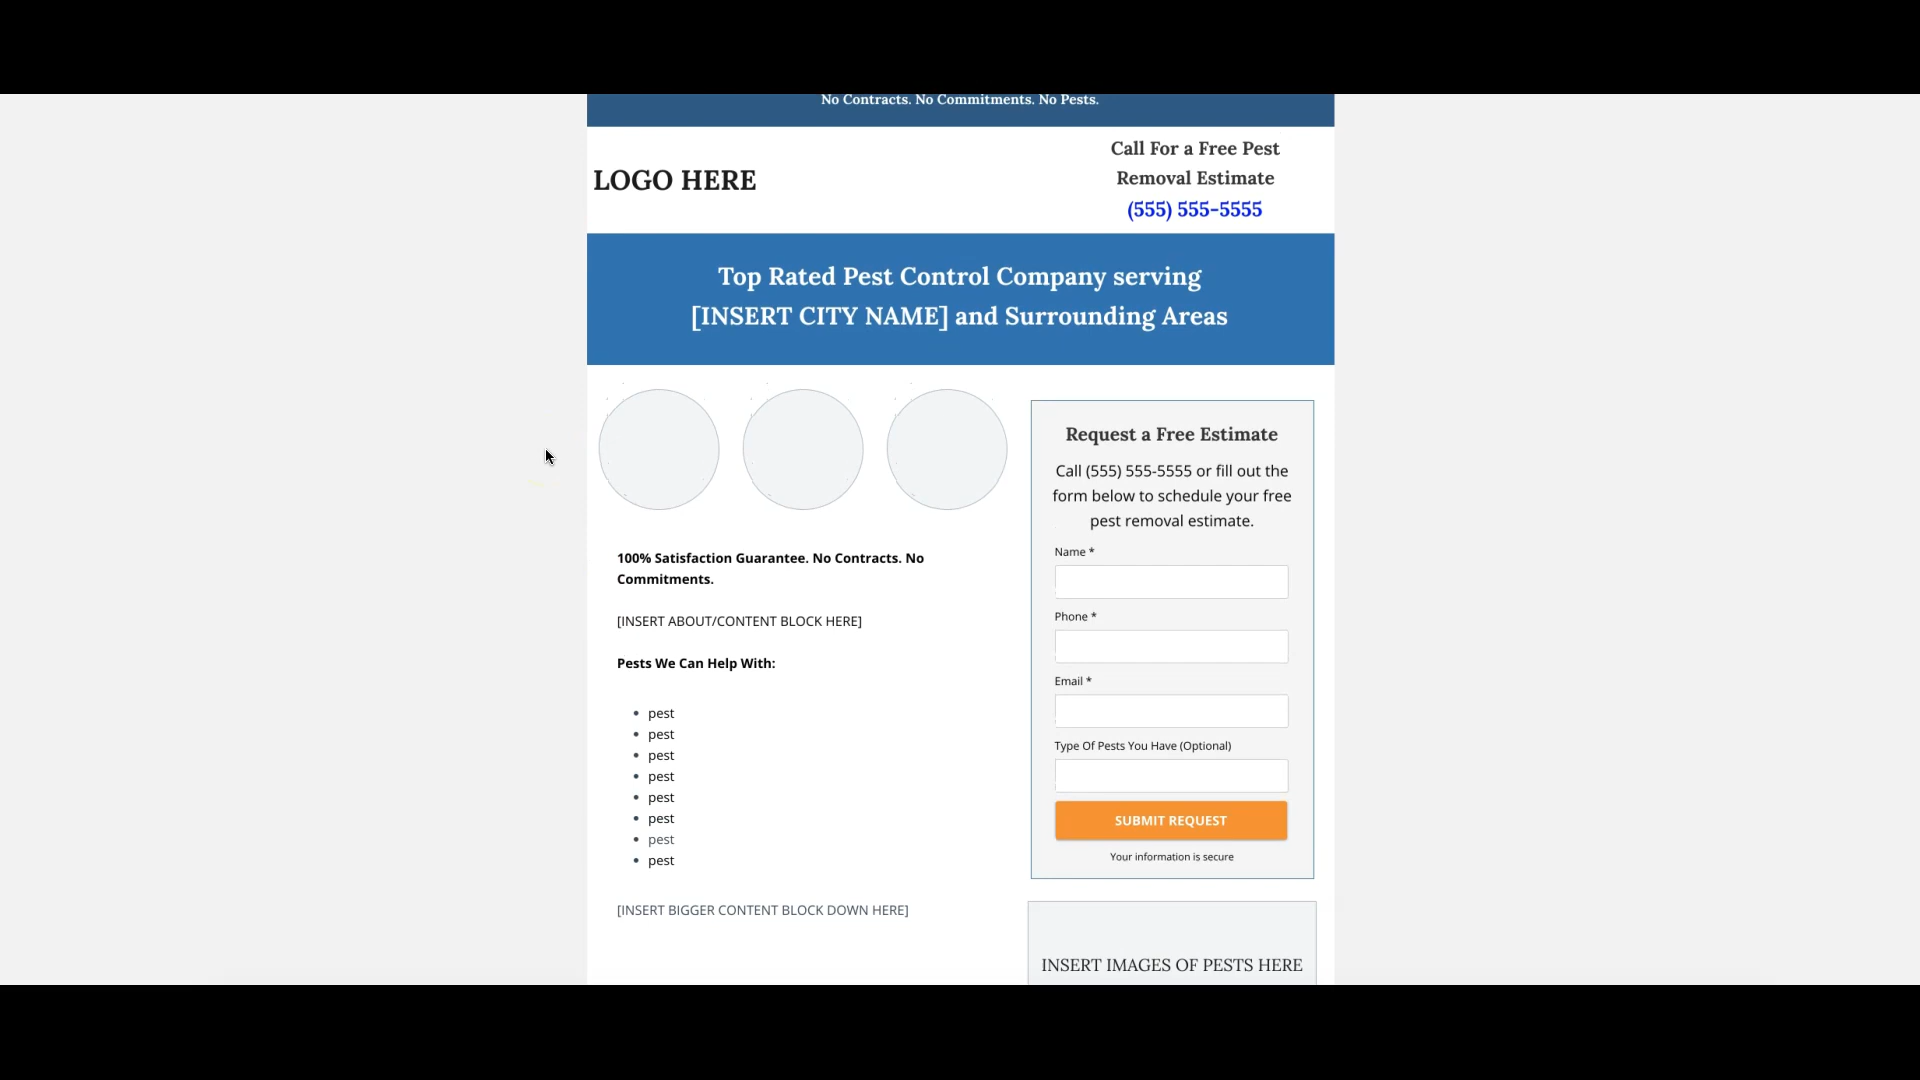 No Contracts. No Commitments. No Pests.
LOGO HERE
Call For a Free Pest
Removal Estimate
(555) 555-5555
Top Rated Pest Control Company serving
[INSERT CITY NAME] and Surrounding Areas
100% Satisfaction Guarantee. No Contracts. No
Commitments.
[INSERT ABOUT/CONTENT BLOCK HERE]
Pests We Can Help With:
• pest
• pest
• pest
• pest
• pest
• pest
• pest
• pest
[INSERT BIGGER CONTENT BLOCK DOWN HERE]
Request a Free Estimate
Call (555) 555-5555 or fill out the
form below to schedule your free
pest removal estimate.
Name *
Phone *
Email *
Type Of Pests You Have (Optional)
SUBMIT REQUEST
Your information is secure
INSERT IMAGES OF PESTS HERE